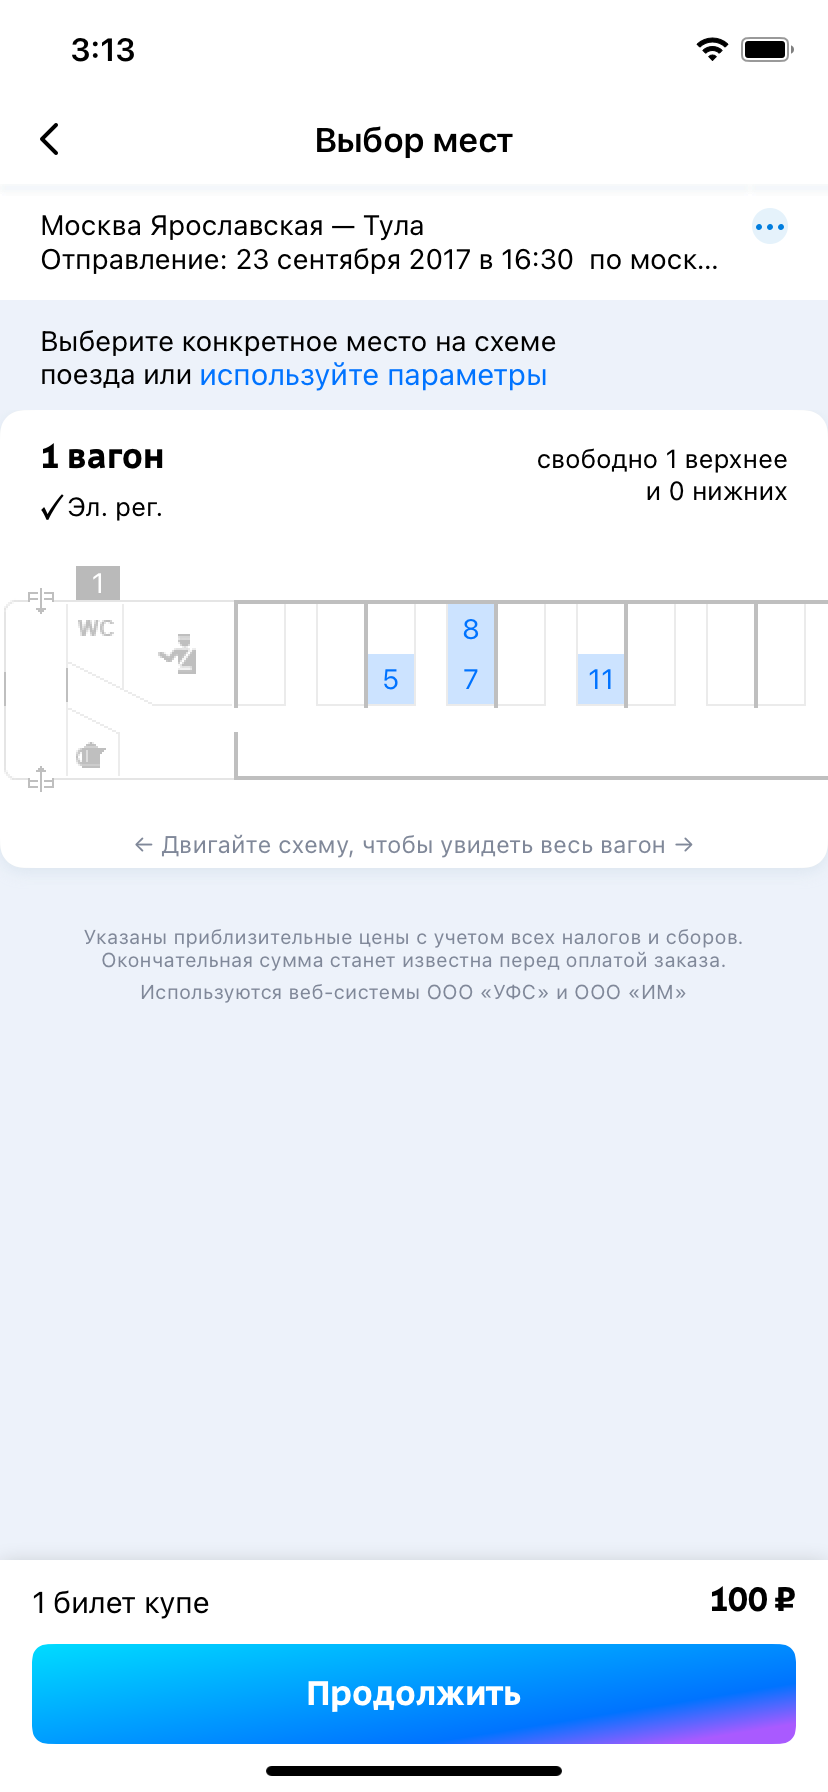 3:13
Выбор мест
Москва Ярославская — Тула
Отправление: 23 сентября 2017 в 16:30 по моск...
Выберите конкретное место на схеме
поезда или используйте параметры
1 вагон
свободно 1 верхнее
и 0 нижних
✓Эл. рег.
1
WC
8
5
7
11
← Двигайте схему, чтобы увидеть весь вагон →
Указаны приблизительные цены с учетом всех налогов и сборов.
Окончательная сумма станет известна перед оплатой заказа.
Используются веб-системы ООО «УФС» и ООО «ИМ»
1 билет купе
100 ₽
Продолжить